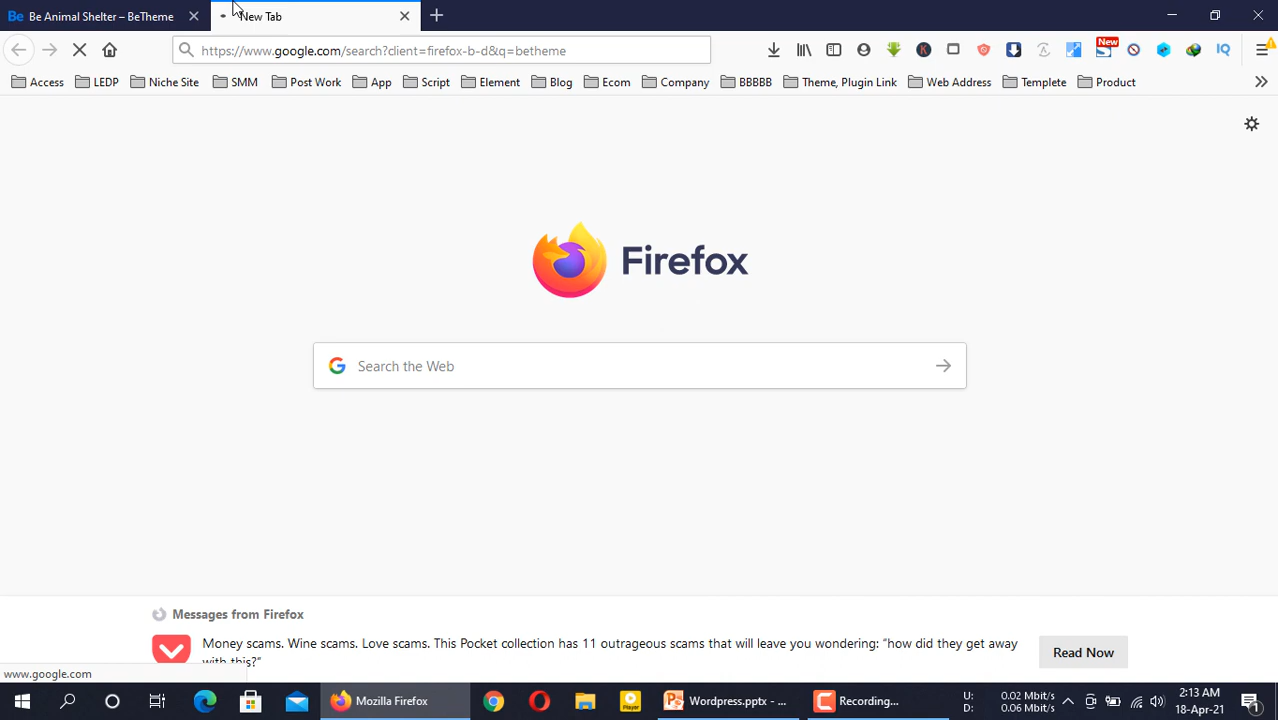 Be Be Animal Shelter – BeTheme
New Tab
https://www.google.com/search?client=firefox-b-d&q=betheme
New
IQ
Access
LEDP
Niche Site
SMM
Post Work
App
Script
Element
Blog
Ecom
Company
BBBBB
Theme, Plugin Link
Web Address
Templete
Product
Firefox
Search the Web
Messages from Firefox
Money scams. Wine scams. Love scams. This Pocket collection has 11 outrageous scams that will leave you wondering: “how did they get away
with this?”
Read Now
www.google.com
Mozilla Firefox
Player
Wordpress.pptx - ...
Recording...
U: 0.02 Mbit/s
D: 0.06 Mbit/s
2:13 AM
18-Apr-21
1